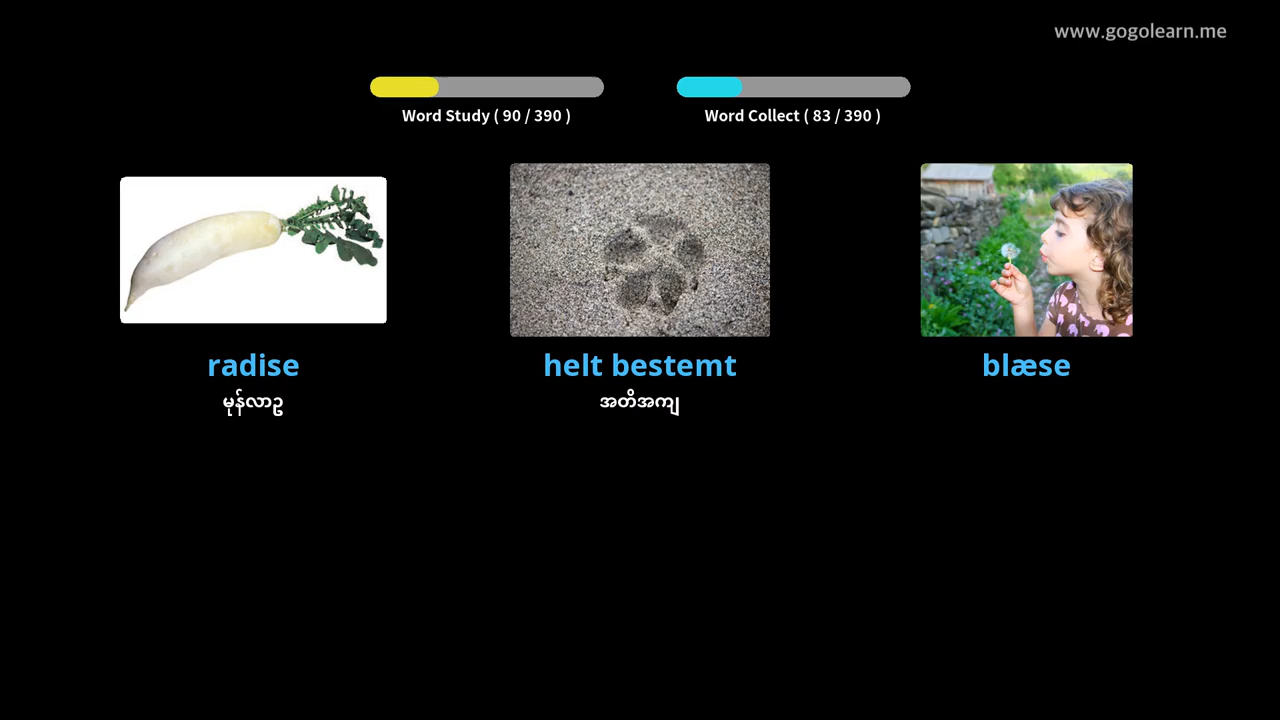 www.gogolearn.me
Word Study ( 90 / 390 )
Word Collect ( 83 / 390 )
radise
မုန်လာဥ
helt bestemt
အတိအကျ
blæse